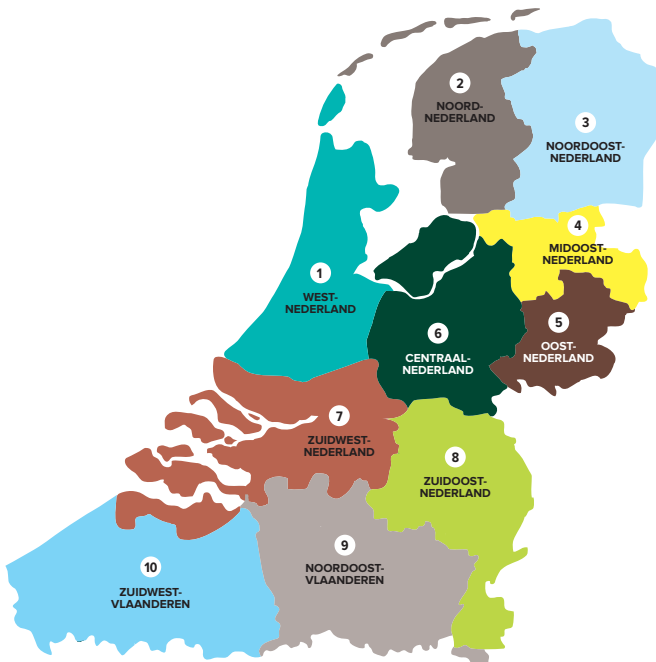 2
NOORD-
NEDERLAND
3
NOORDOOST-
NEDERLAND
4
MIDOOST-
NEDERLAND
1
WEST-
NEDERLAND
5
OOST-
NEDERLAND
6
CENTRAAL-
NEDERLAND
7
ZUIDWEST-
NEDERLAND
8
ZUIDOOST-
NEDERLAND
9
NOORDOOST-
VLAANDEREN
10
ZUIDWEST-
VLAANDEREN